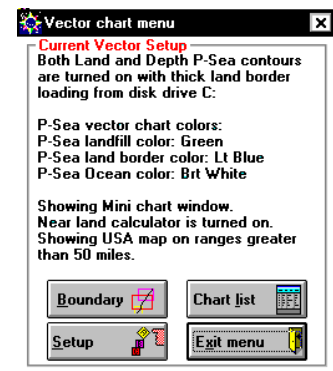 Vector chart menu
Current Vector Setup
Both Land and Depth P-Sea contours
are turned on with thick land border
loading from disk drive C:
P-Sea vector chart colors:
P-Sea landfill color: Green
P-Sea land border color: Lt Blue
P-Sea Ocean color: Brt White
Showing Mini chart window.
Near land calculator is turned on.
Showing USA map on ranges greater
than 50 miles.
Boundary
Chart list
Setup
Exit menu